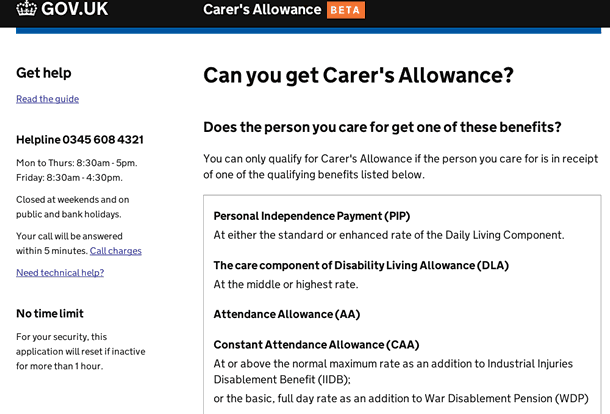 GOV.UK
Carer's Allowance BETA
Get help
Read the guide
Helpline 0345 608 4321
Mon to Thurs: 8:30am - 5pm.
Friday: 8:30am - 4:30pm.
Closed at weekends and on
public and bank holidays.
Your call will be answered
within 5 minutes. Call charges
Need technical help?
No time limit
For your security, this
application will reset if inactive
for more than 1 hour.
Can you get Carer's Allowance?
Does the person you care for get one of these benefits?
You can only qualify for Carer's Allowance if the person you care for is in receipt
of one of the qualifying benefits listed below.
Personal Independence Payment (PIP)
At either the standard or enhanced rate of the Daily Living Component.
The care component of Disability Living Allowance (DLA)
At the middle or highest rate.
Attendance Allowance (AA)
Constant Attendance Allowance (CAA)
At or above the normal maximum rate as an addition to Industrial Injuries
Disablement Benefit (IIDB);
or the basic, full day rate as an addition to War Disablement Pension (WDP)